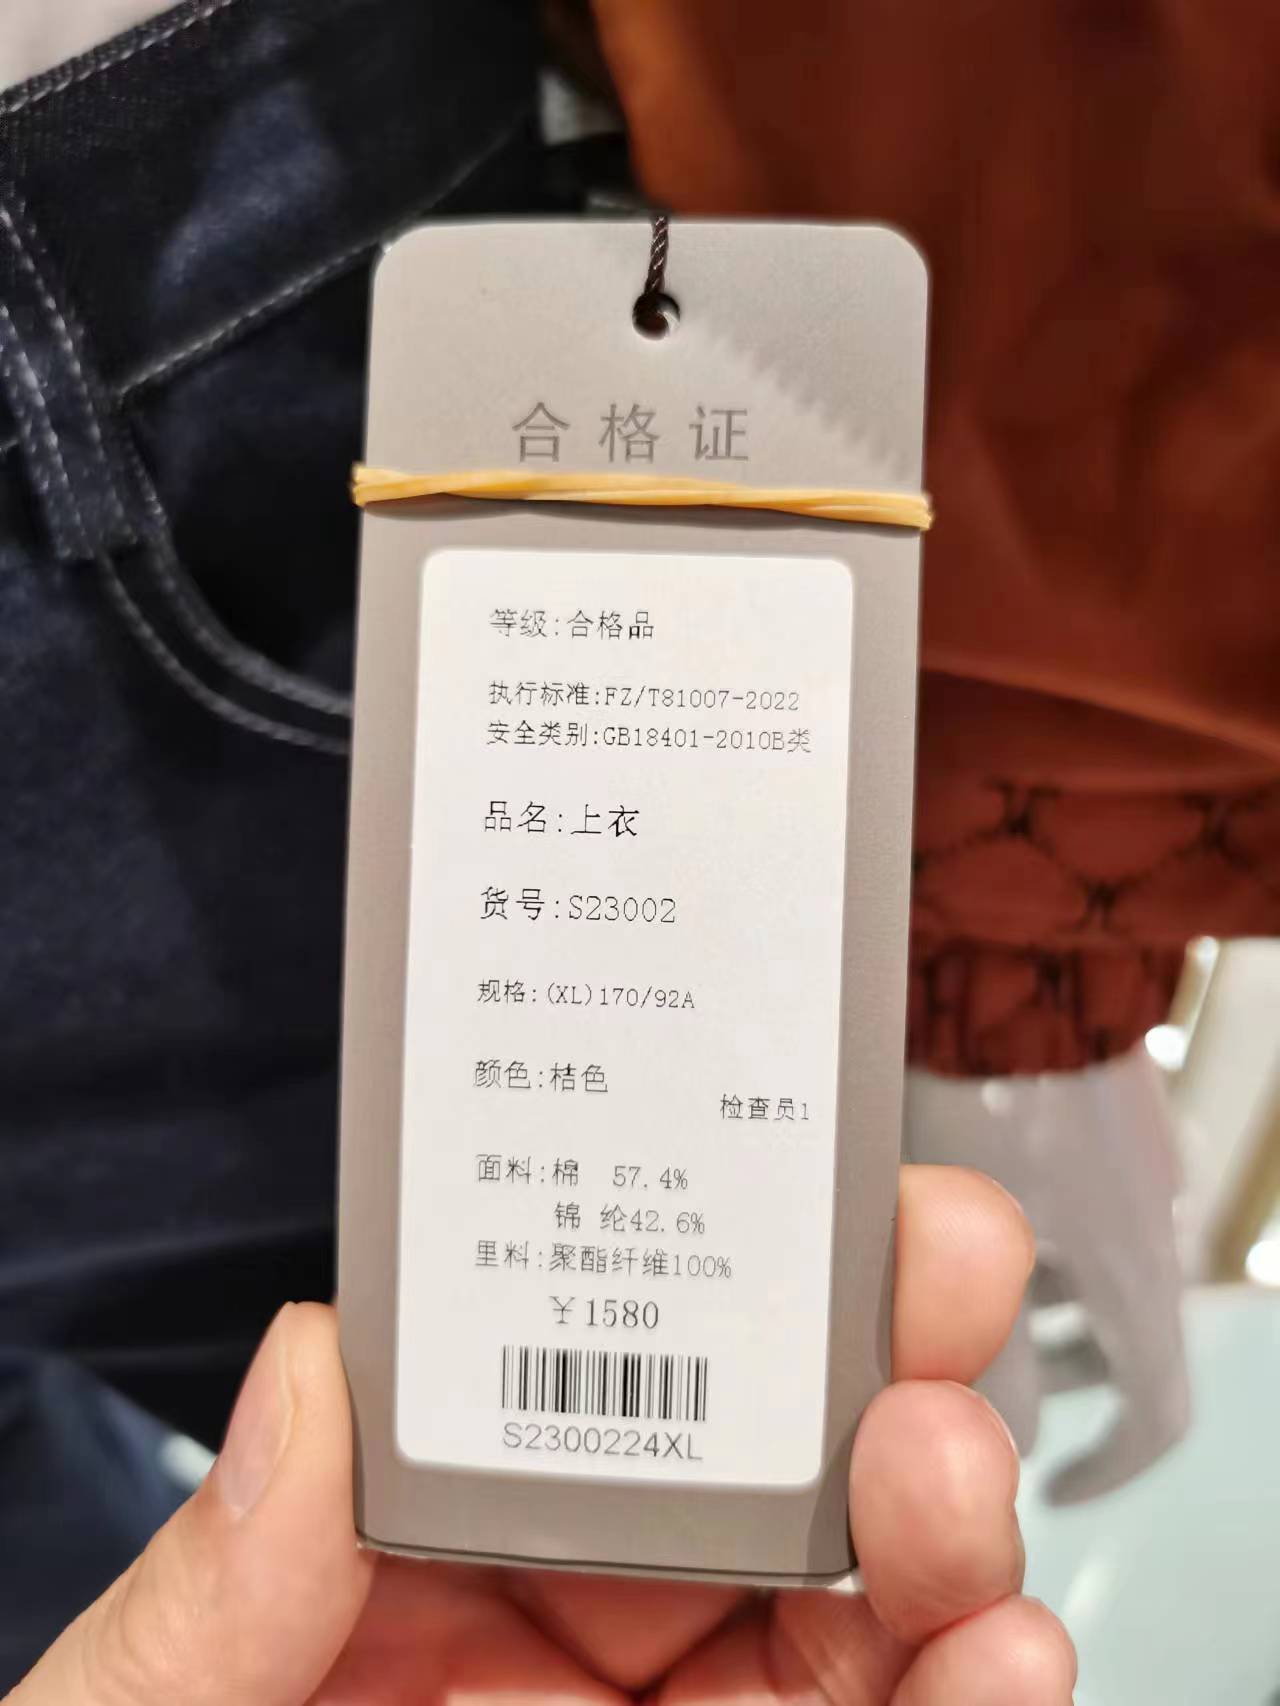 合格证
等级:合格品
执行标准:FZ/T81007-2022
安全类别:GB18401-2010B类
品名:上衣
货号:S23002
规格:(XL)170/92A
颜色:桔色
检查员1
面料:棉 57.4%
锦 纶42.6%
里料:聚酯纤维100%
￥1580
S2300224XL